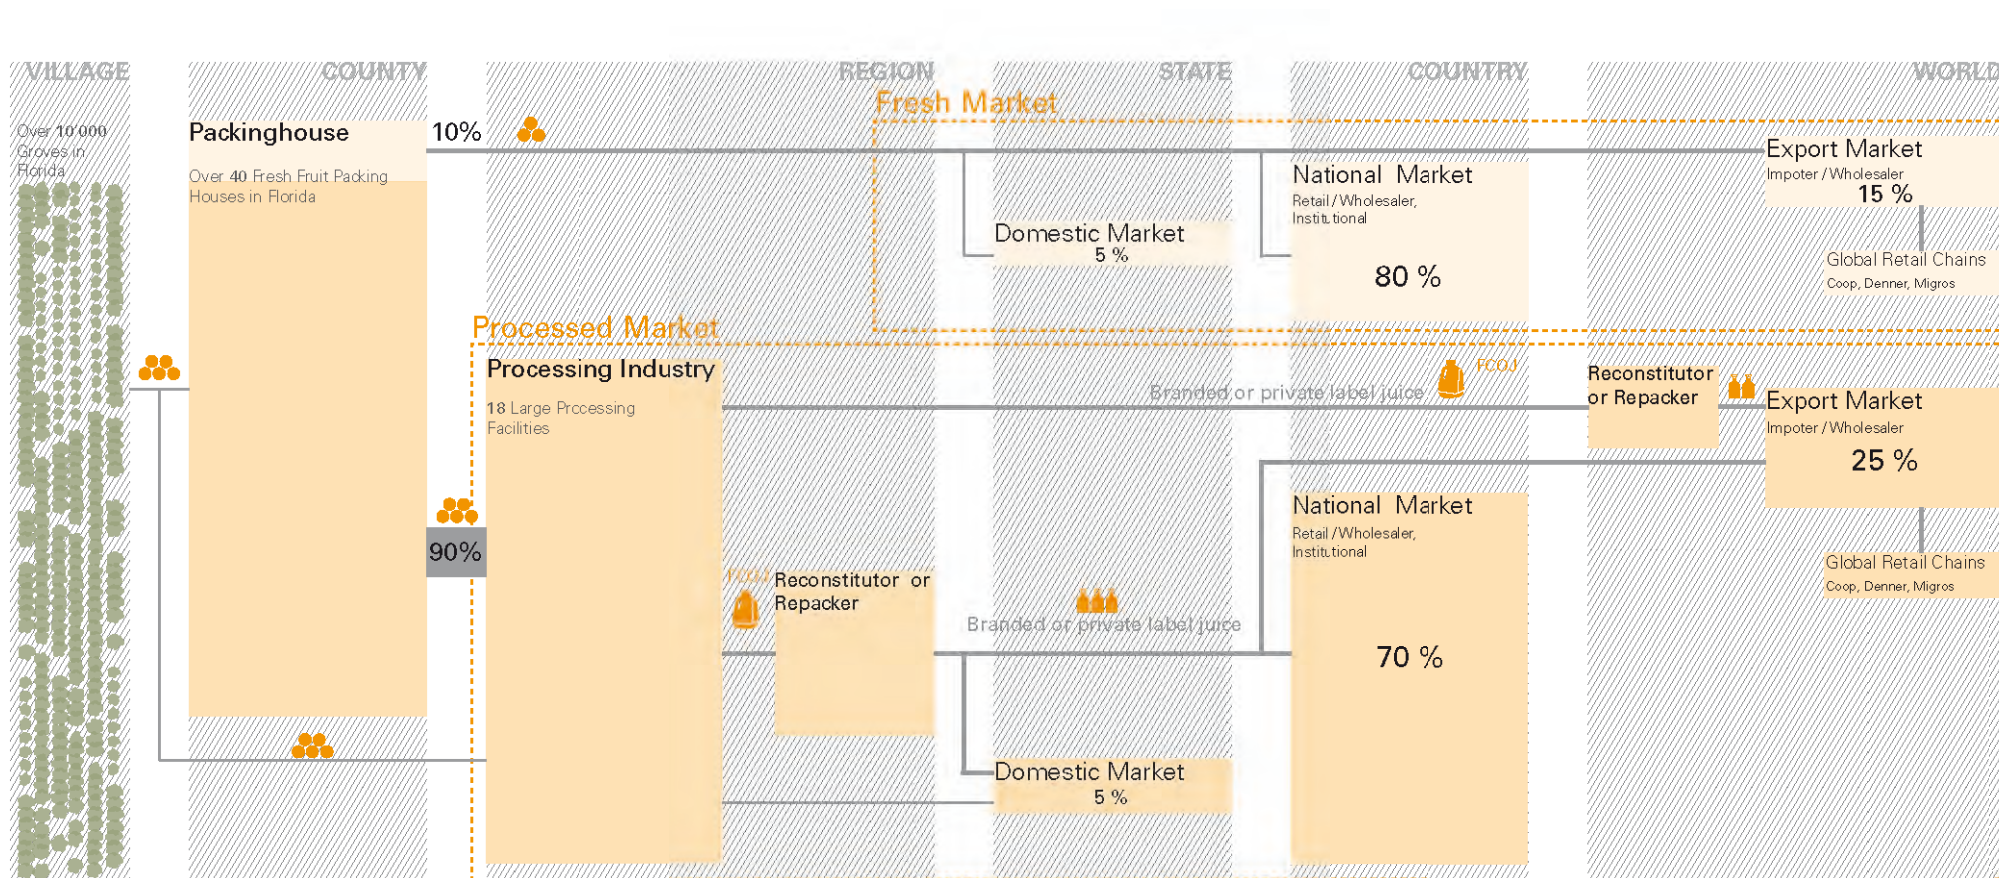 VILLAGE
COUNTY
REGION
STATE
COUNTRY
WORLD
Over 10'000
Groves in
Florida
Packinghouse
Over 40 Fresh Fruit Packing
Houses in Florida
10%
Fresh Market
Domestic Market
5 %
National Market
Retail / Wholesaler,
Institutional
80 %
Export Market
Impoter / Wholesaler
15 %
Global Retail Chains
Coop, Denner, Migros
Processed Market
90%
Processing Industry
18 Large Processing
Facilities
Branded or private label juice
FCOJ
Reconstitutor
or Repacker
Export Market
Impoter / Wholesaler
25 %
Global Retail Chains
Coop, Denner, Migros
FCOJ
Reconstitutor or
Repacker
Branded or private label juice
National Market
Retail / Wholesaler,
Institutional
70 %
Domestic Market
5 %